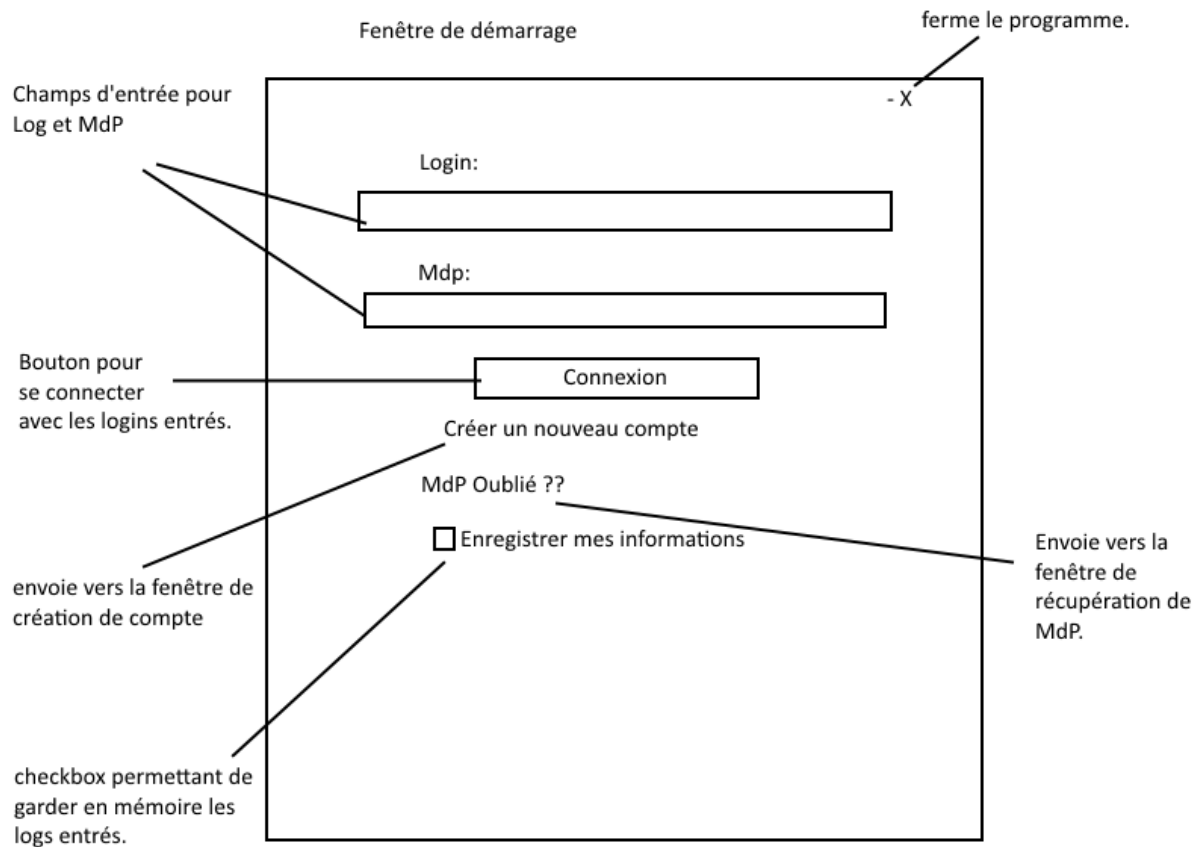 Fenêtre de démarrage
ferme le programme.
Champs d'entrée pour
Log et MdP
- X
Login:
Mdp:
Bouton pour
se connecter
avec les logins entrés.
Connexion
Créer un nouveau compte
MdP Oublié ??
Enregistrer mes informations
Envoie vers la
fenêtre de
récupération de
MdP.
envoie vers la fenêtre de
création de compte
checkbox permettant de
garder en mémoire les
logs entrés.